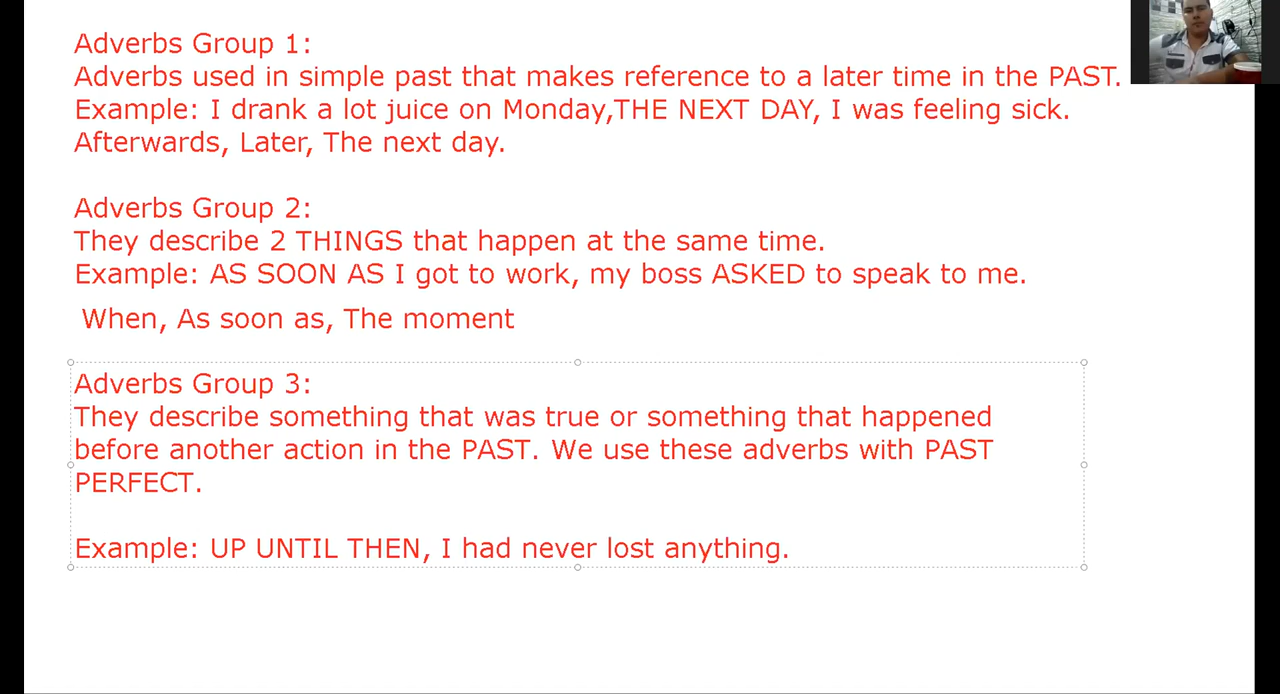 Adverbs Group 1:
Adverbs used in simple past that makes reference to a later time in the PAST.
Example: I drank a lot juice on Monday,THE NEXT DAY, I was feeling sick.
Afterwards, Later, The next day.
Adverbs Group 2:
They describe 2 THINGS that happen at the same time.
Example: AS SOON AS I got to work, my boss ASKED to speak to me.
When, As soon as, The moment
Adverbs Group 3:
They describe something that was true or something that happened
before another action in the PAST. We use these adverbs with PAST
PERFECT.
Example: UP UNTIL THEN, I had never lost anything.